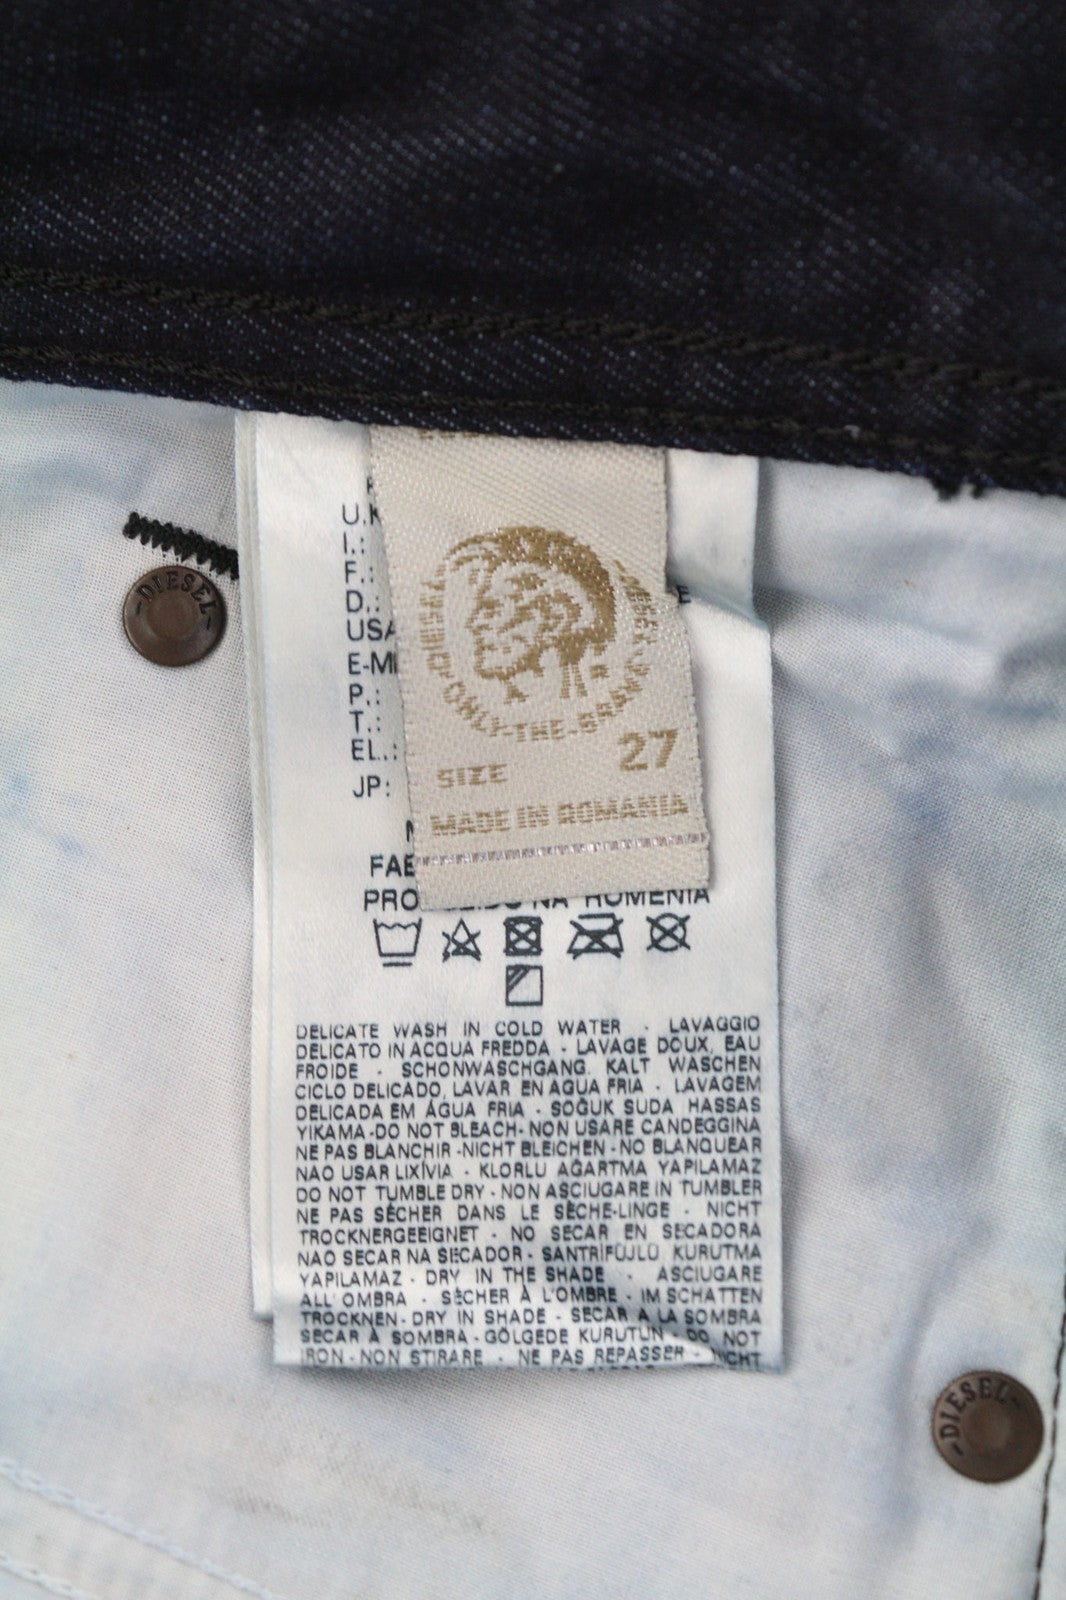 DIESEL
DIESEL·INDUSTRY
ONLY-THE-BRAVE
SIZE 27
MADE IN ROMANIA
I.:
F.:
D.:
USA
P.:
T.:
EL.:
JP:
NA ROMENIA
DELICATE WASH IN COLD WATER - LAVAGGIO
DELICATO IN ACQUA FREDDA - LAVAGE DOUX, EAU
FROIDE - SCHONWASCHGANG. KALT WASCHEN
CICLO DELICADO, LAVAR EN AGUA FRIA - LAVAGEM
DELICADA EM ÁGUA FRIA - SOĞUK SUDA HASSAS
YIKAMA -DO NOT BLEACH- NON USARE CANDEGGINA
NE PAS BLANCHIR -NICHT BLEICHEN - NO BLANQUEAR
NAO USAR LIXÍVIA - KLORLU AĞARTMA YAPILAMAZ
DO NOT TUMBLE DRY - NON ASCIUGARE IN TUMBLER
NE PAS SÈCHER DANS LE SÈCHE-LINGE - NICHT
TROCKNERGEEIGNET - NO SECAR EN SECADORA
NAO SECAR NA SECADOR - SANTRİFÜJLÜ KURUTMA
YAPILAMAZ - DRY IN THE SHADE - ASCIUGARE
ALL' OMBRA - SÈCHER À L'OMBRE - IM SCHATTEN
TROCKNEN - DRY IN SHADE - SECAR A LA SOMBRA
SECAR À SOMBRA - GÖLGEDE KURUTUN - DO NOT
IRON - NON STIRARE - NE PAS REPASSER - NICHT
DIESEL